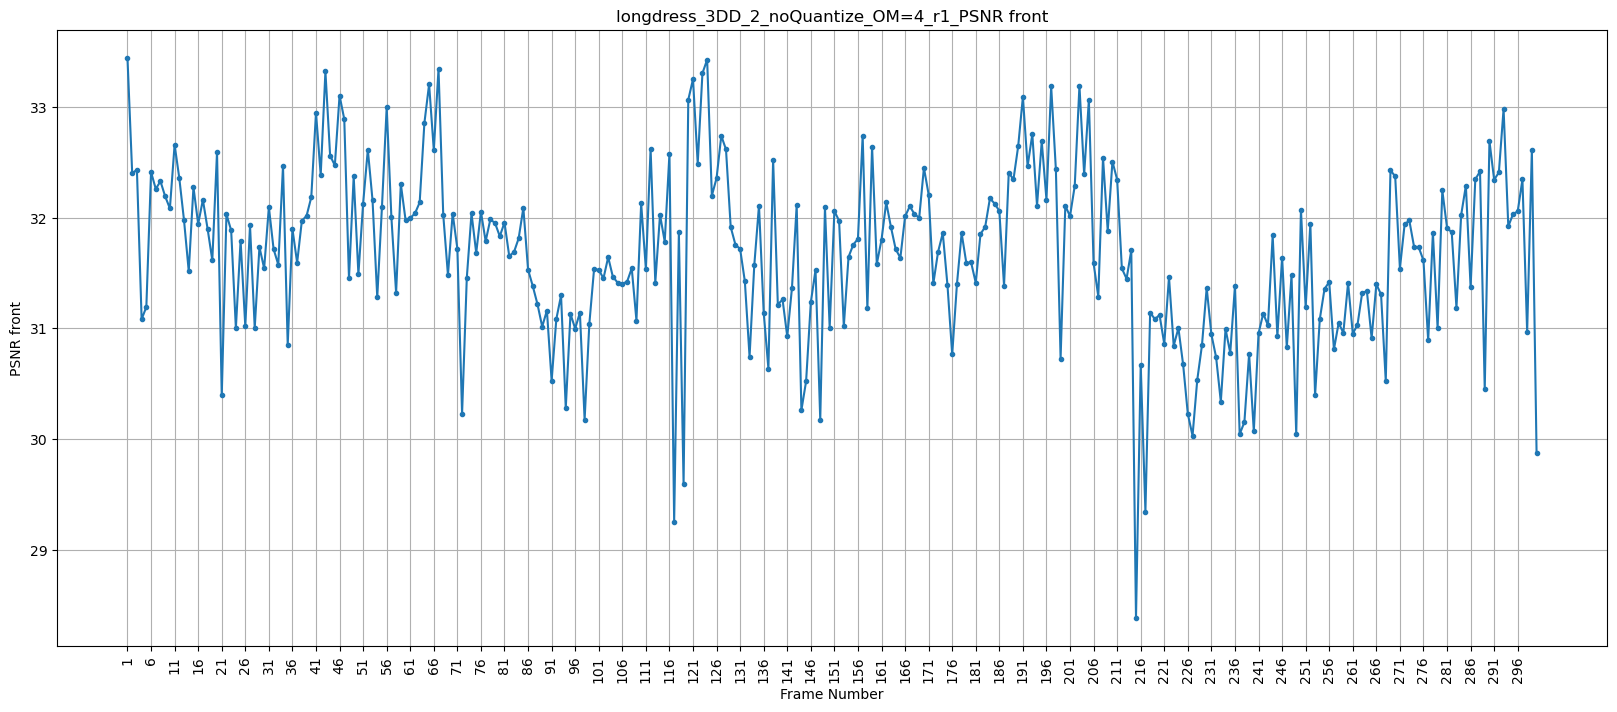 longdress_3DD_2_noQuantize_OM=4_r1_PSNR front
PSNR front
33
32
31
30
29
1 6 11 16 21 26 31 36 41 46 51 56 61 66 71 76 81 86 91 96 101 106 111 116 121 126 131 136 141 146 151 156 161 166 171 176 181 186 191 196 201 206 211 216 221 226 231 236 241 246 251 256 261 266 271 276 281 286 291 296
Frame Number